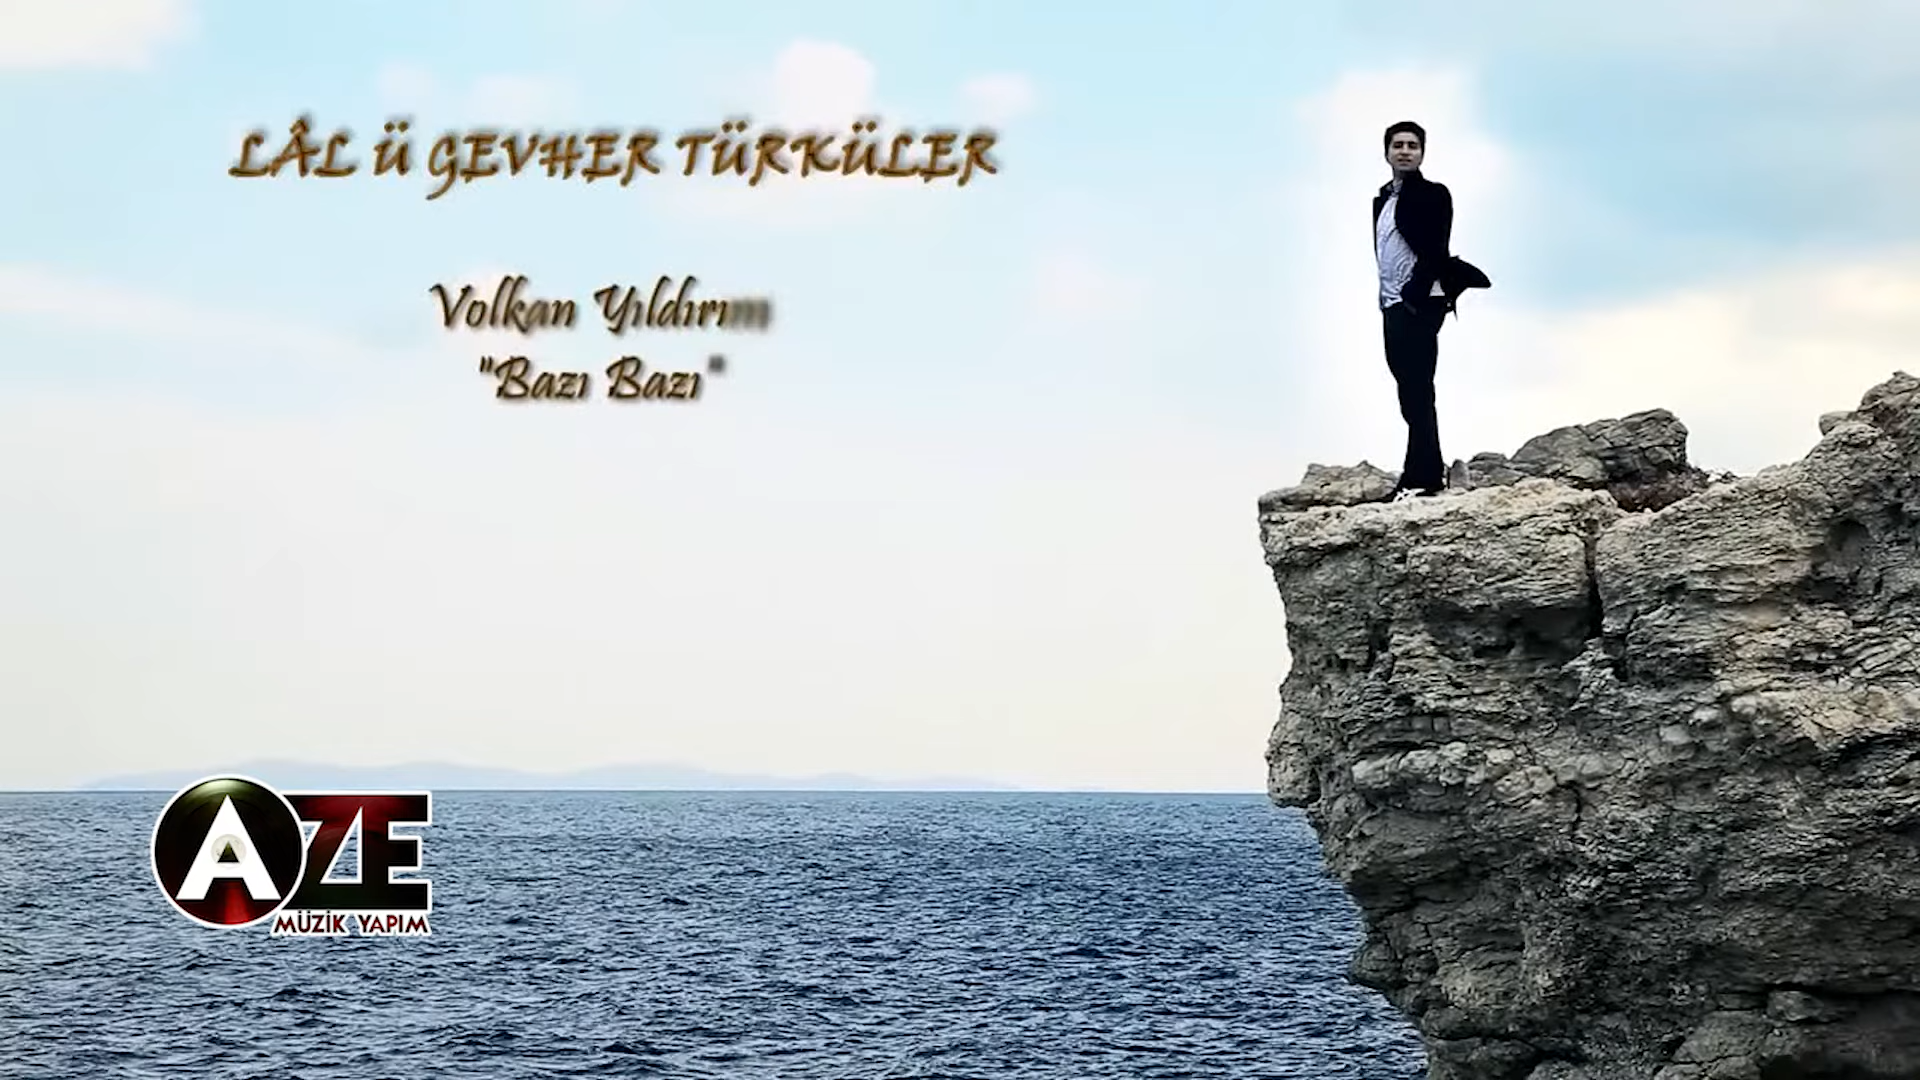 LÂL Ü GEVHER TÜRKÜLER
Volkan Yıldırım
"Bazı Bazı"
AZE
MÜZİK YAPIM